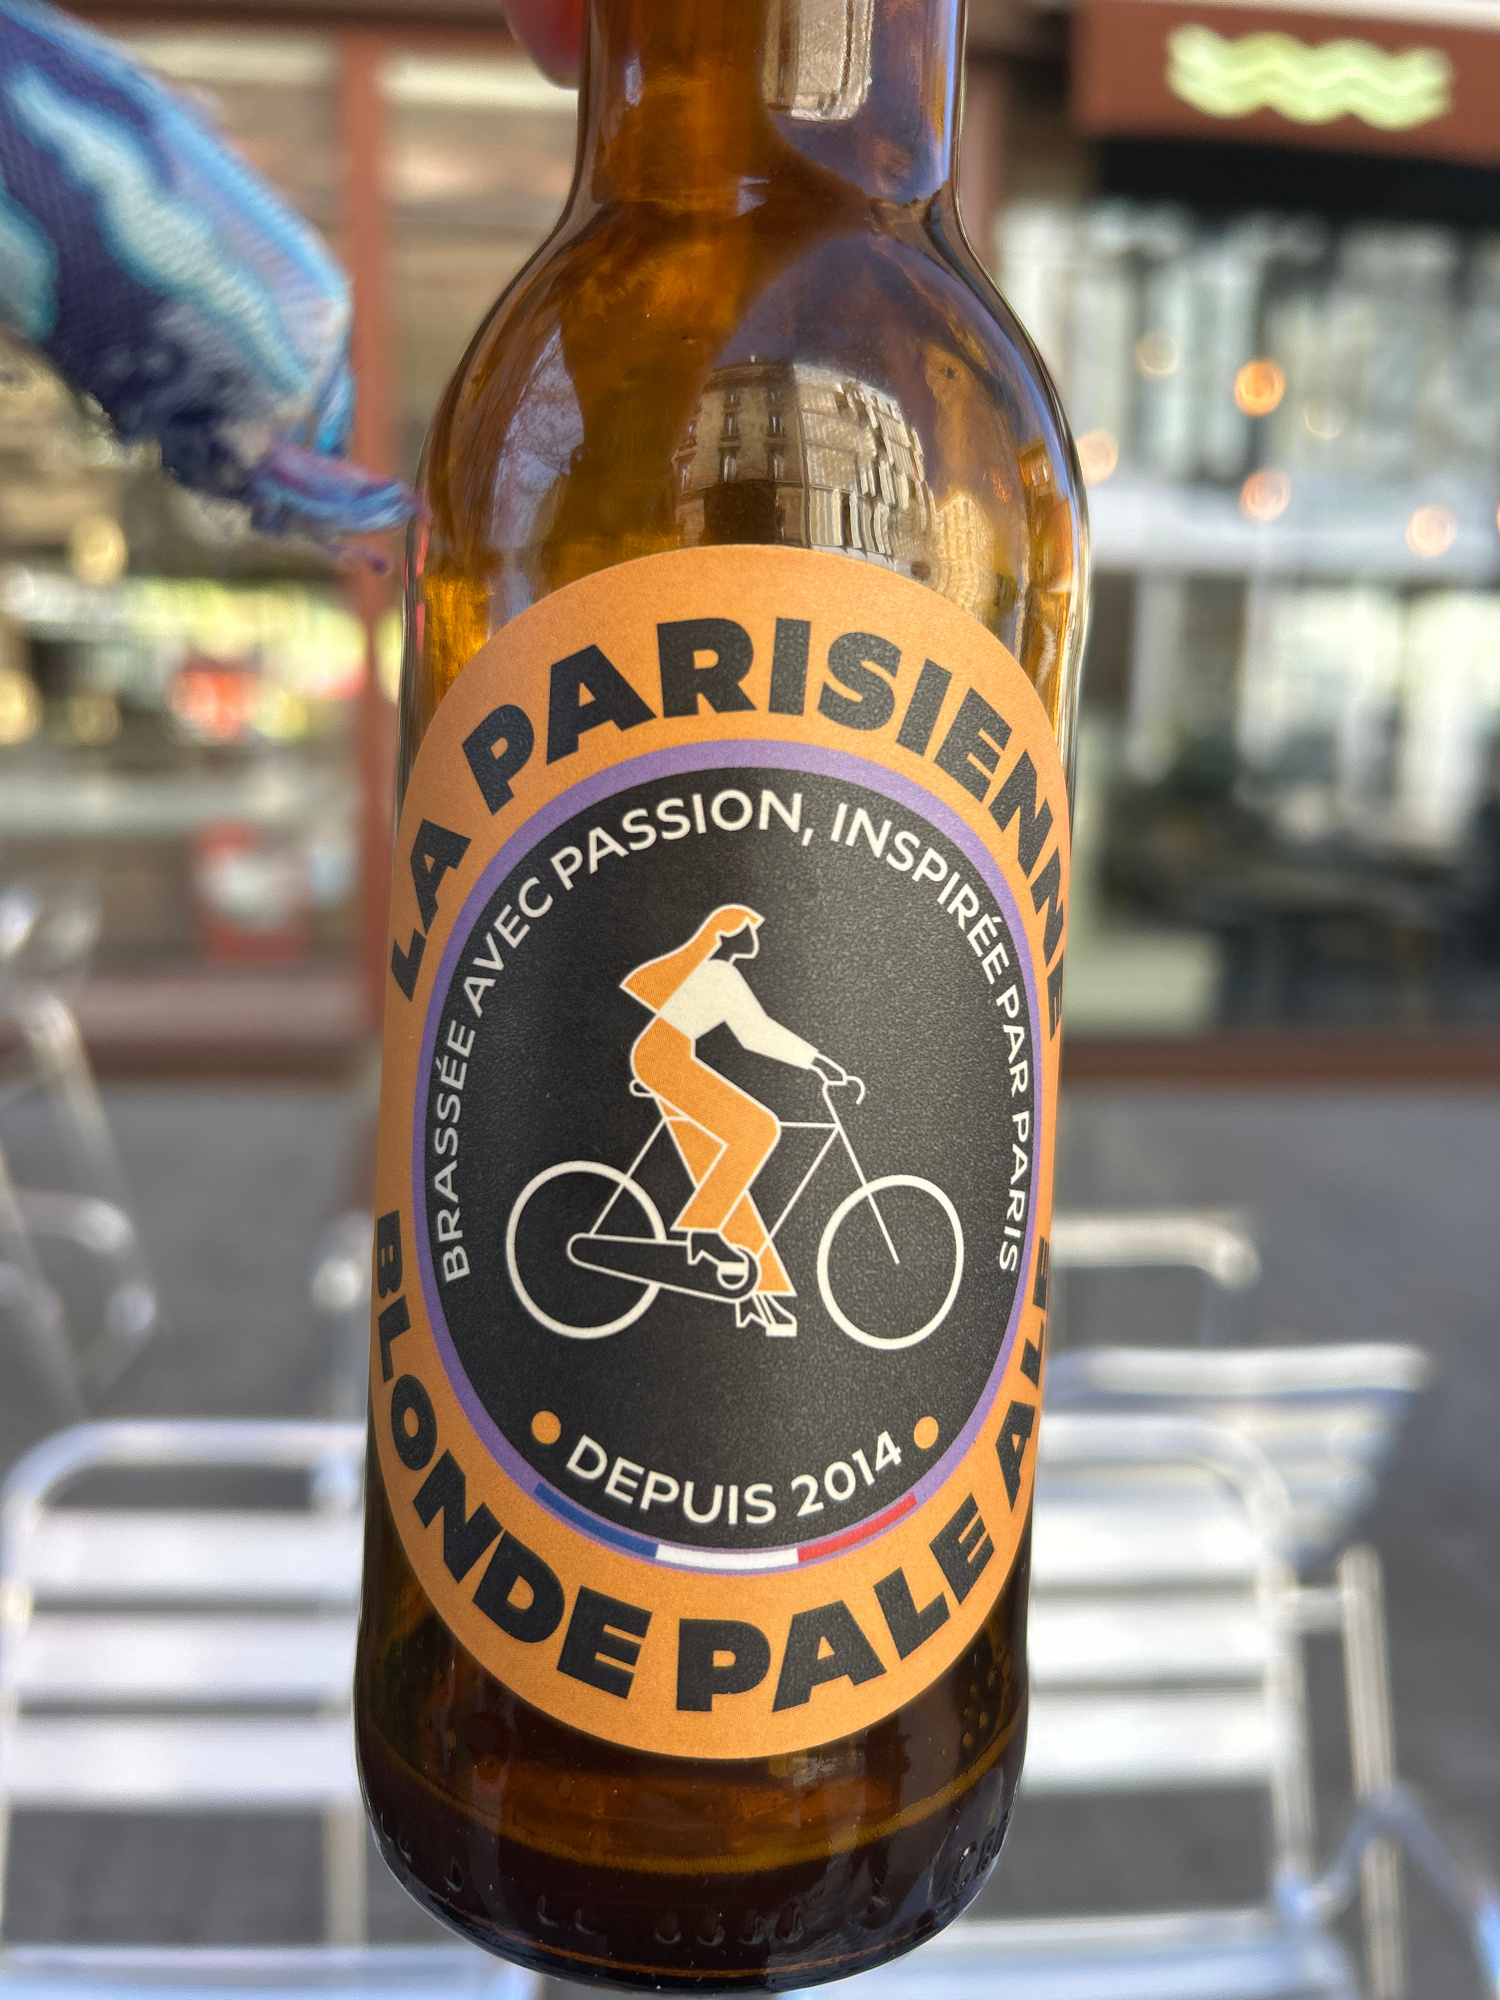 LA PARISIENNE
BRASSÉE AVEC PASSION, INSPIRÉE PAR PARIS
DEPUIS 2014
BLONDE PALE ALE